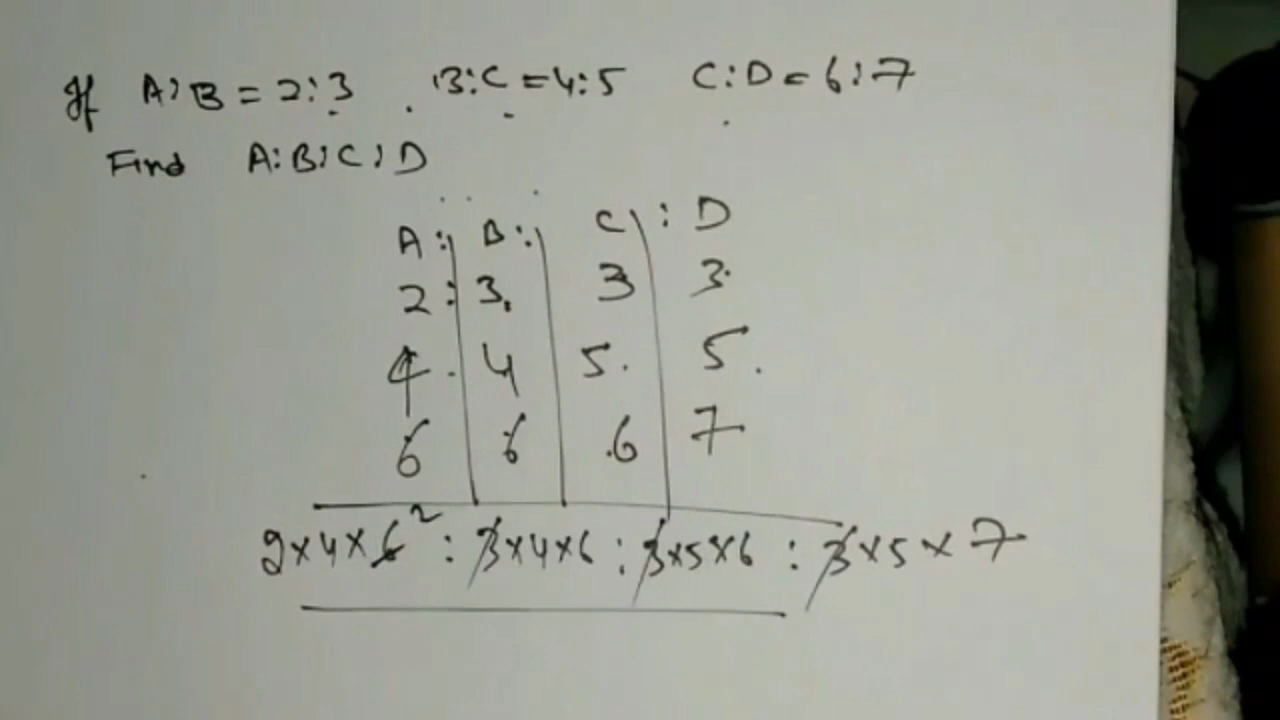 If A:B = 2:3 B:C = 4:5 C:D = 6:7
Find A:B:C:D
A: B: C : D
2 : 3 3 3
4 4 5 5
6 6 6 7
2×4×6² : 3×4×6 : 3×5×6 : 3×5×7